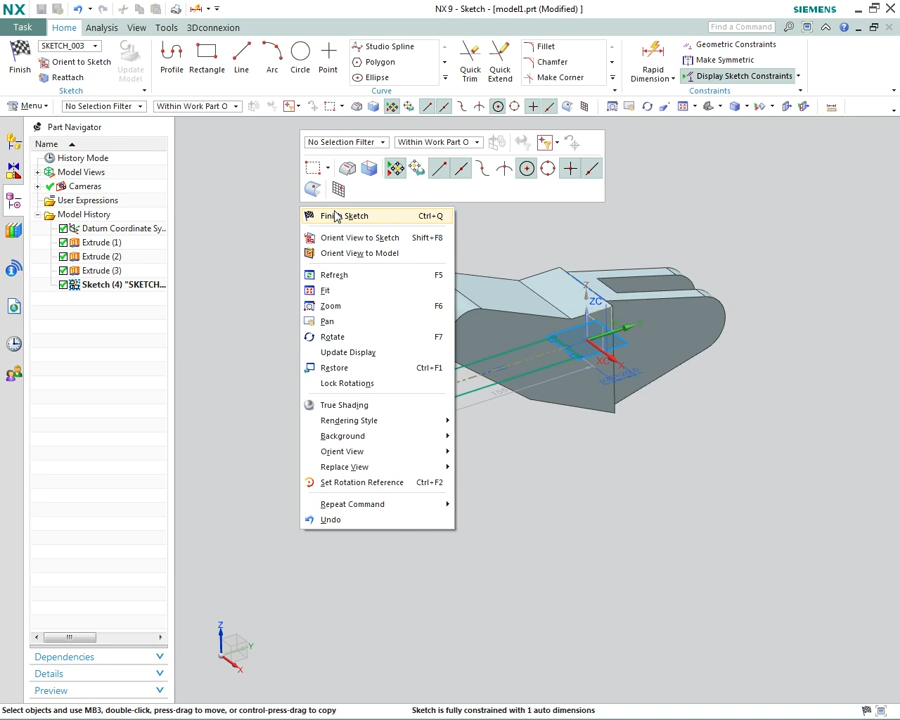 NX
NX 9 - Sketch - [model1.prt (Modified) ]
SIEMENS
Task
Home
Analysis
View
Tools
3Dconnexion
Find a Command
Finish
SKETCH_003
Orient to Sketch
Reattach
Update Model
Sketch
Profile
Rectangle
Line
Arc
Circle
Point
Studio Spline
Polygon
Ellipse
Curve
Quick Trim
Quick Extend
Fillet
Chamfer
Make Corner
Rapid Dimension
Geometric Constraints
Make Symmetric
Display Sketch Constraints
Constraints
Menu
No Selection Filter
Within Work Part O
Part Navigator
Name
History Mode
Model Views
Cameras
User Expressions
Model History
Datum Coordinate Sy...
Extrude (1)
Extrude (2)
Extrude (3)
Sketch (4) "SKETCH...
Dependencies
Details
Preview
No Selection Filter
Within Work Part O
Finish Sketch Ctrl+Q
Orient View to Sketch Shift+F8
Orient View to Model
Refresh F5
Fit
Zoom F6
Pan
Rotate F7
Update Display
Restore Ctrl+F1
Lock Rotations
True Shading
Rendering Style
Background
Orient View
Replace View
Set Rotation Reference Ctrl+F2
Repeat Command
Undo
Z
ZC
X
Z
Y
X
Select objects and use MB3, double-click, press-drag to move, or control-press-drag to copy
Sketch is fully constrained with 1 auto dimensions